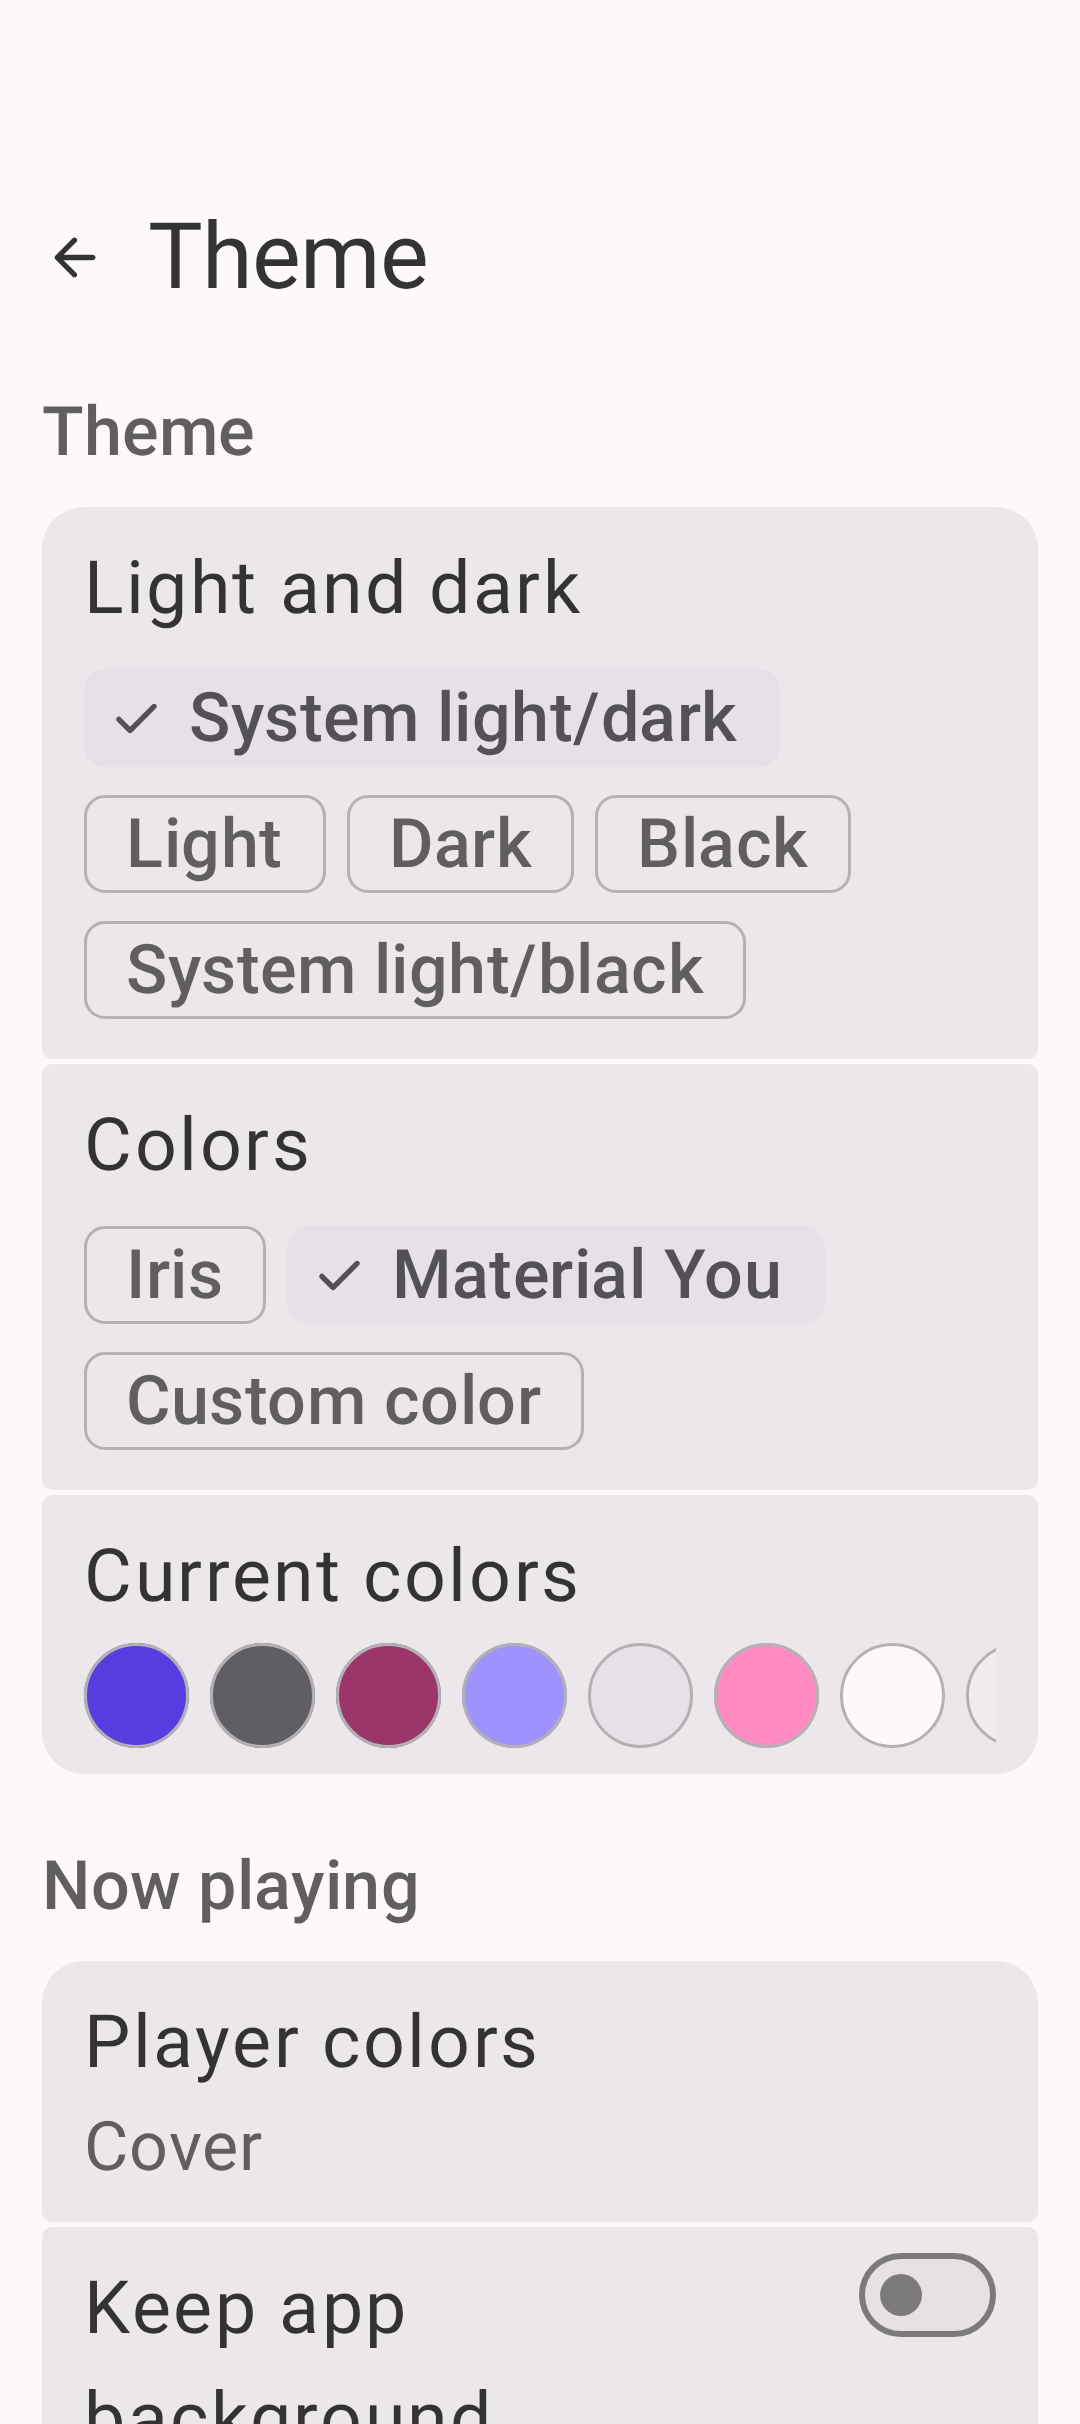 Theme
Theme
Light and dark
System light/dark
Light Dark Black
System light/black
Colors
Iris Material You
Custom color
Current colors
Now playing
Player colors
Cover
Keep app
background